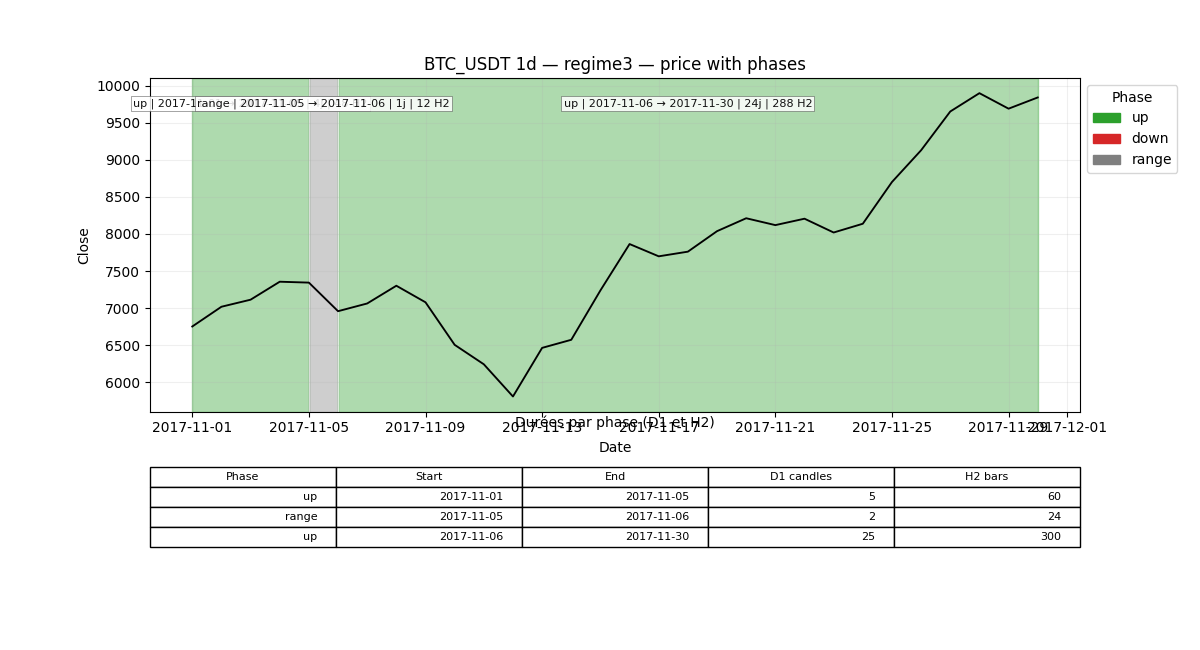 BTC_USDT 1d — regime3 — price with phases
10000
9500
9000
8500
8000
7500
7000
6500
6000
Close
up | 2017-1
range | 2017-11-05 → 2017-11-06 | 1j | 12 H2
up | 2017-11-06 → 2017-11-30 | 24j | 288 H2
Phase
up
down
range
Durées par phase (D1 et H2)
2017-11-01 2017-11-05 2017-11-09 2017-11-13 2017-11-17 2017-11-21 2017-11-25 2017-11-29 2017-12-01
Date
Phase Start End D1 candles H2 bars
up 2017-11-01 2017-11-05 5 60
range 2017-11-05 2017-11-06 2 24
up 2017-11-06 2017-11-30 25 300